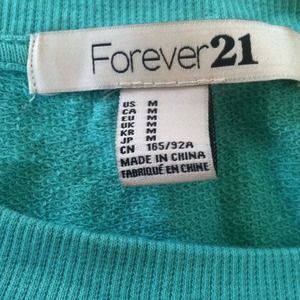 Forever21
US M
CA M
EU M
UK M
KR M
JP M
CN 165/92A
MADE IN CHINA
FABRIQUÉ EN CHINE